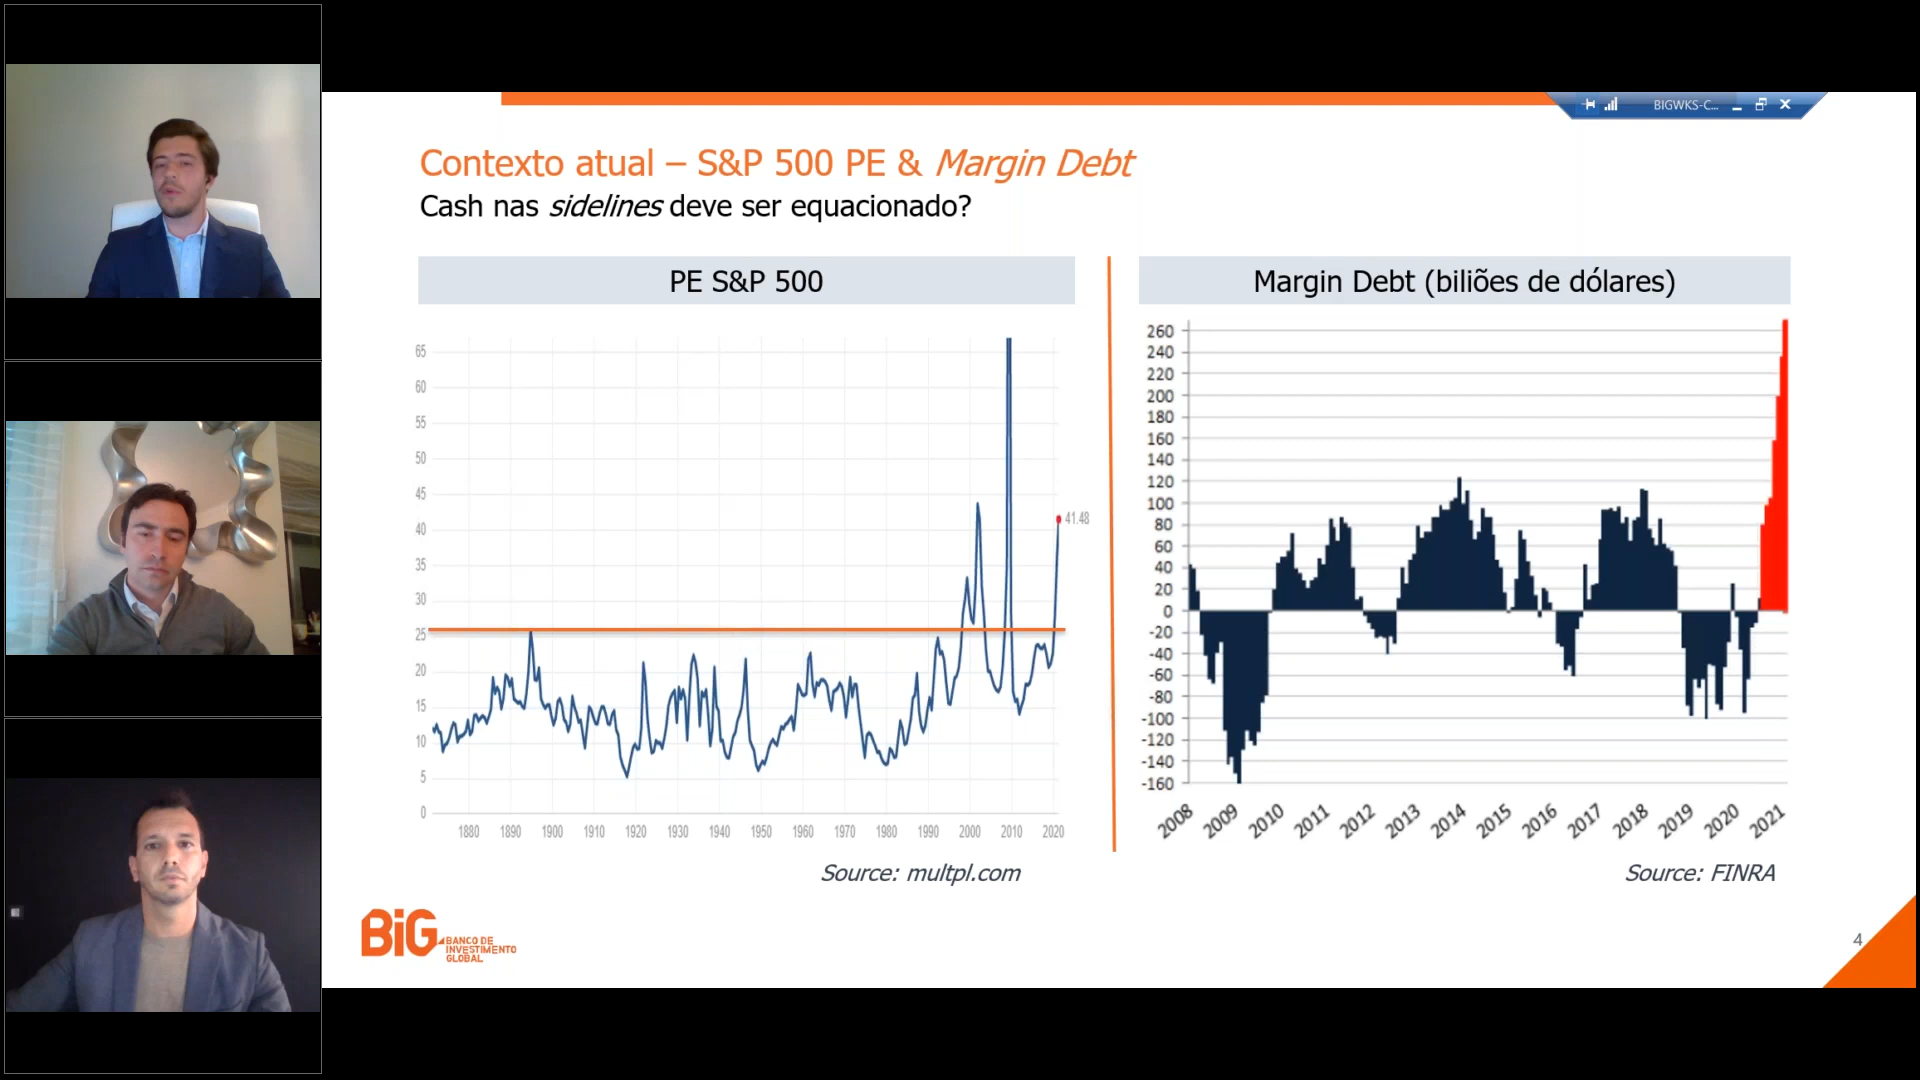 BIGWKS-C...
Contexto atual – S&P 500 PE & Margin Debt
Cash nas sidelines deve ser equacionado?
PE S&P 500
65
60
55
50
45
40
35
30
25
20
15
10
5
0
41.48
1880 1890 1900 1910 1920 1930 1940 1950 1960 1970 1980 1990 2000 2010 2020
Source: multpl.com
Margin Debt (biliões de dólares)
260
240
220
200
180
160
140
120
100
80
60
40
20
0
-20
-40
-60
-80
-100
-120
-140
-160
2008 2009 2010 2011 2012 2013 2014 2015 2016 2017 2018 2019 2020 2021
Source: FINRA
BiG
BANCO DE
INVESTIMENTO
GLOBAL
4